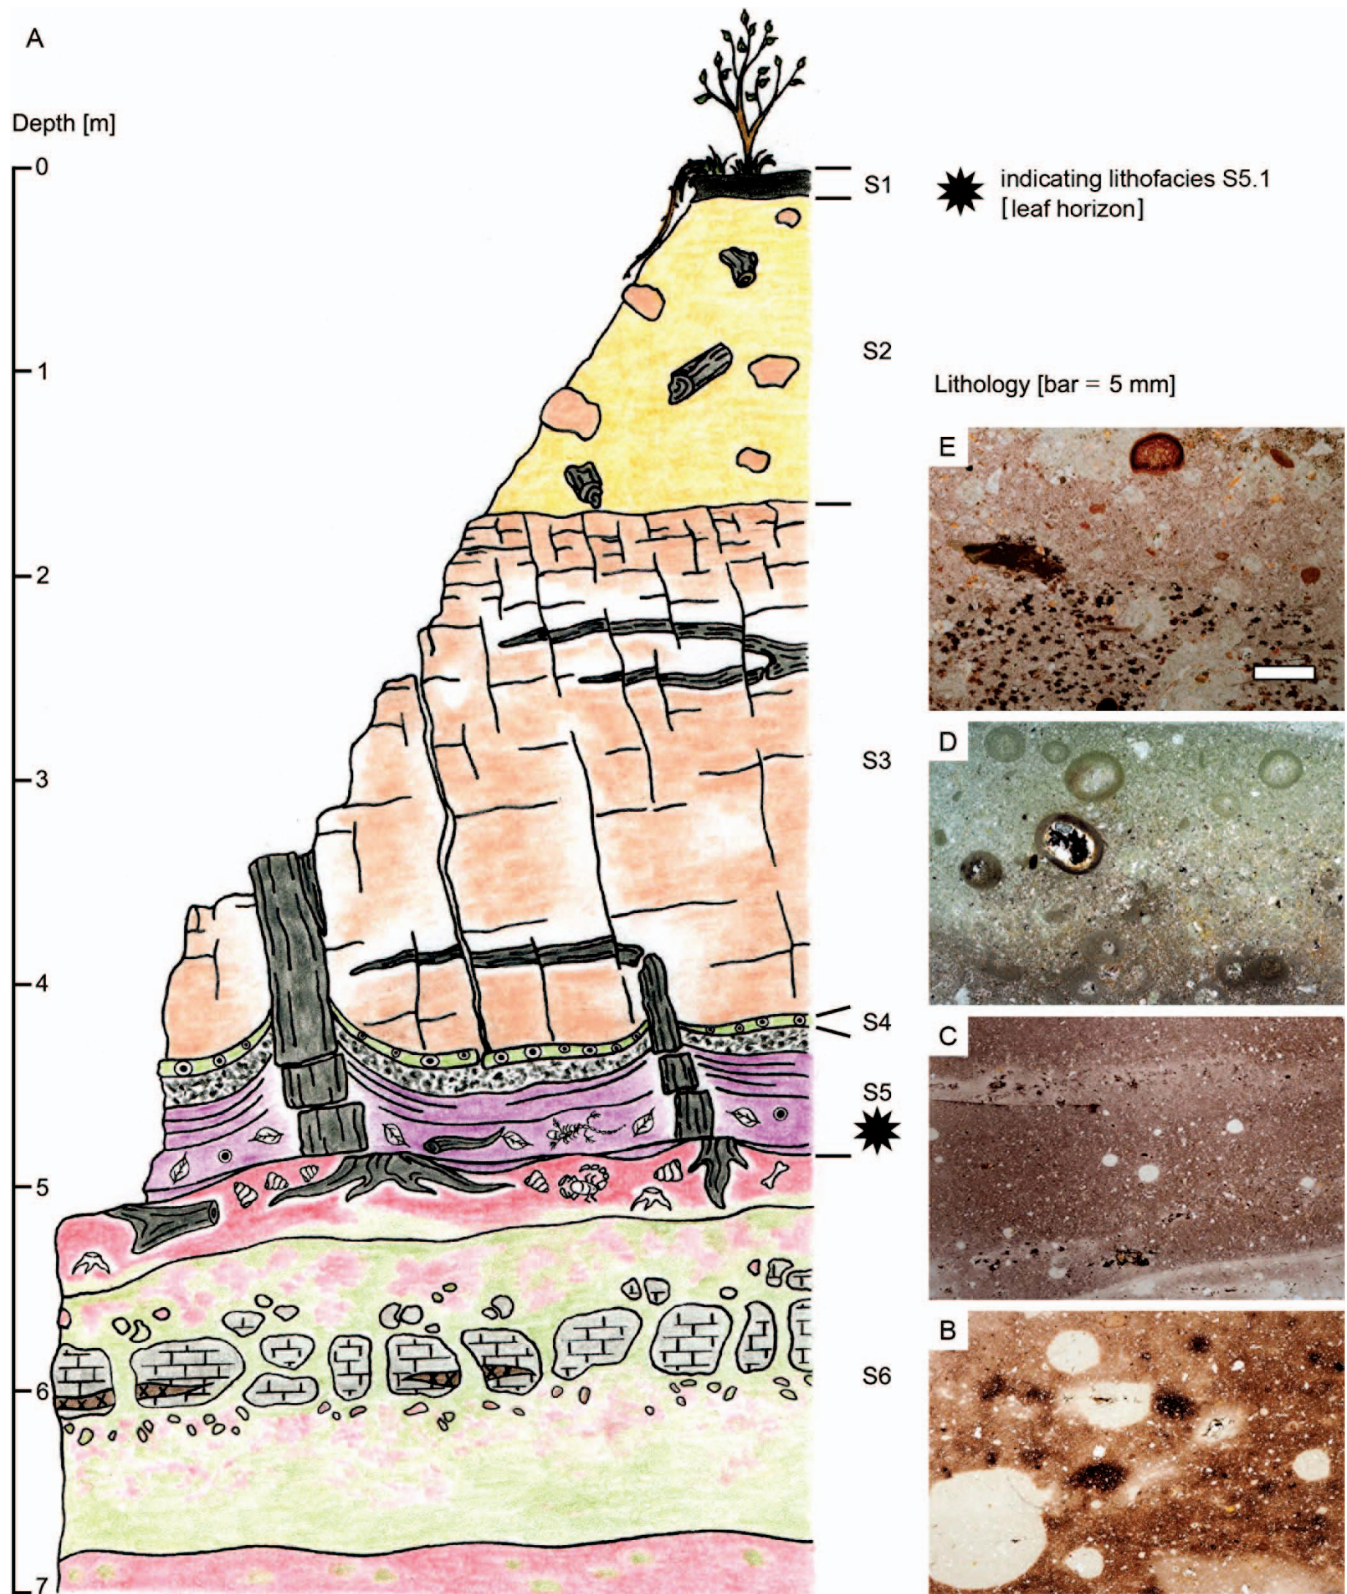 A
Depth [m]
0
1
2
3
4
5
6
7
S1
S2
S3
S4
S5
S6
indicating lithofacies S5.1
[leaf horizon]
Lithology [bar = 5 mm]
E
D
C
B